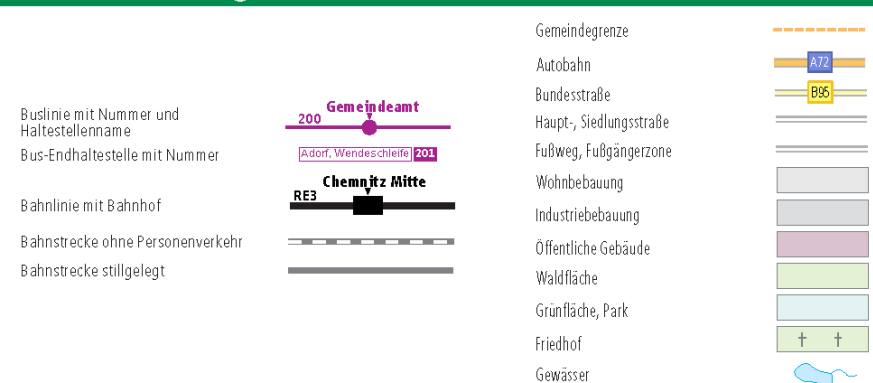 Buslinie mit Nummer und
Haltestellenname
200
Gemeindeamt
Bus-Endhaltestelle mit Nummer
Adorf, Wendeschleife 201
Chemnitz Mitte
RE3
Bahnlinie mit Bahnhof
Bahnstrecke ohne Personenverkehr
Bahnstrecke stillgelegt
Gemeindegrenze
Autobahn
A72
Bundesstraße
B95
Haupt-, Siedlungsstraße
Fußweg, Fußgängerzone
Wohnbebauung
Industriebebauung
Öffentliche Gebäude
Waldfläche
Grünfläche, Park
Friedhof
Gewässer